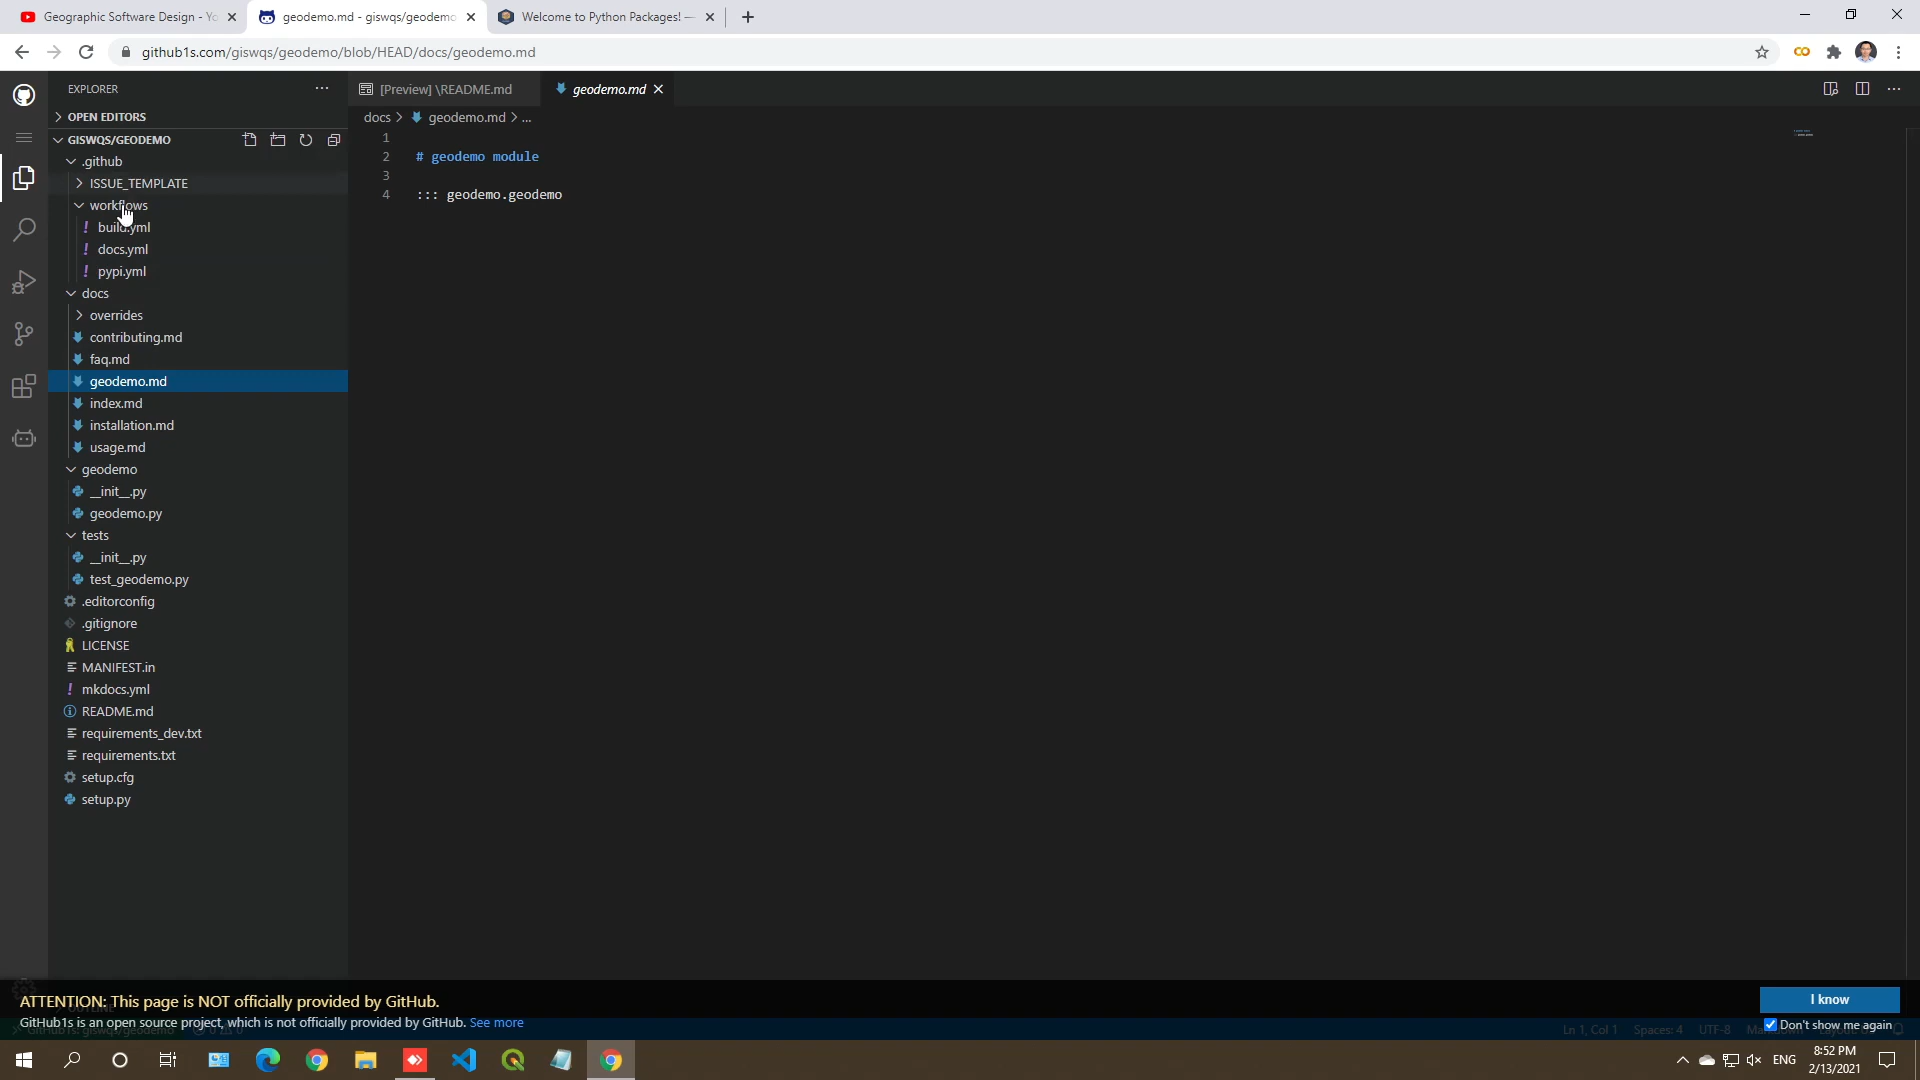 Geographic Software Design - Yo
geodemo.md - giswqs/geodemo
Welcome to Python Packages! —
github1s.com/giswqs/geodemo/blob/HEAD/docs/geodemo.md
EXPLORER
OPEN EDITORS
GISWQS/GEODEMO
.github
ISSUE_TEMPLATE
workflows
build.yml
docs.yml
pypi.yml
docs
overrides
contributing.md
faq.md
geodemo.md
index.md
installation.md
usage.md
geodemo
__init__.py
geodemo.py
tests
__init__.py
test_geodemo.py
.editorconfig
.gitignore
LICENSE
MANIFEST.in
mkdocs.yml
README.md
requirements_dev.txt
requirements.txt
setup.cfg
setup.py
[Preview] \README.md
geodemo.md
docs > geodemo.md > ...
1
2 # geodemo module
3
4 ::: geodemo.geodemo
ATTENTION: This page is NOT officially provided by GitHub.
GitHub1s is an open source project, which is not officially provided by GitHub. See more
I know
Don't show me again
Ln 1, Col 1 Spaces: 4 UTF-8
ENG
8:52 PM
2/13/2021